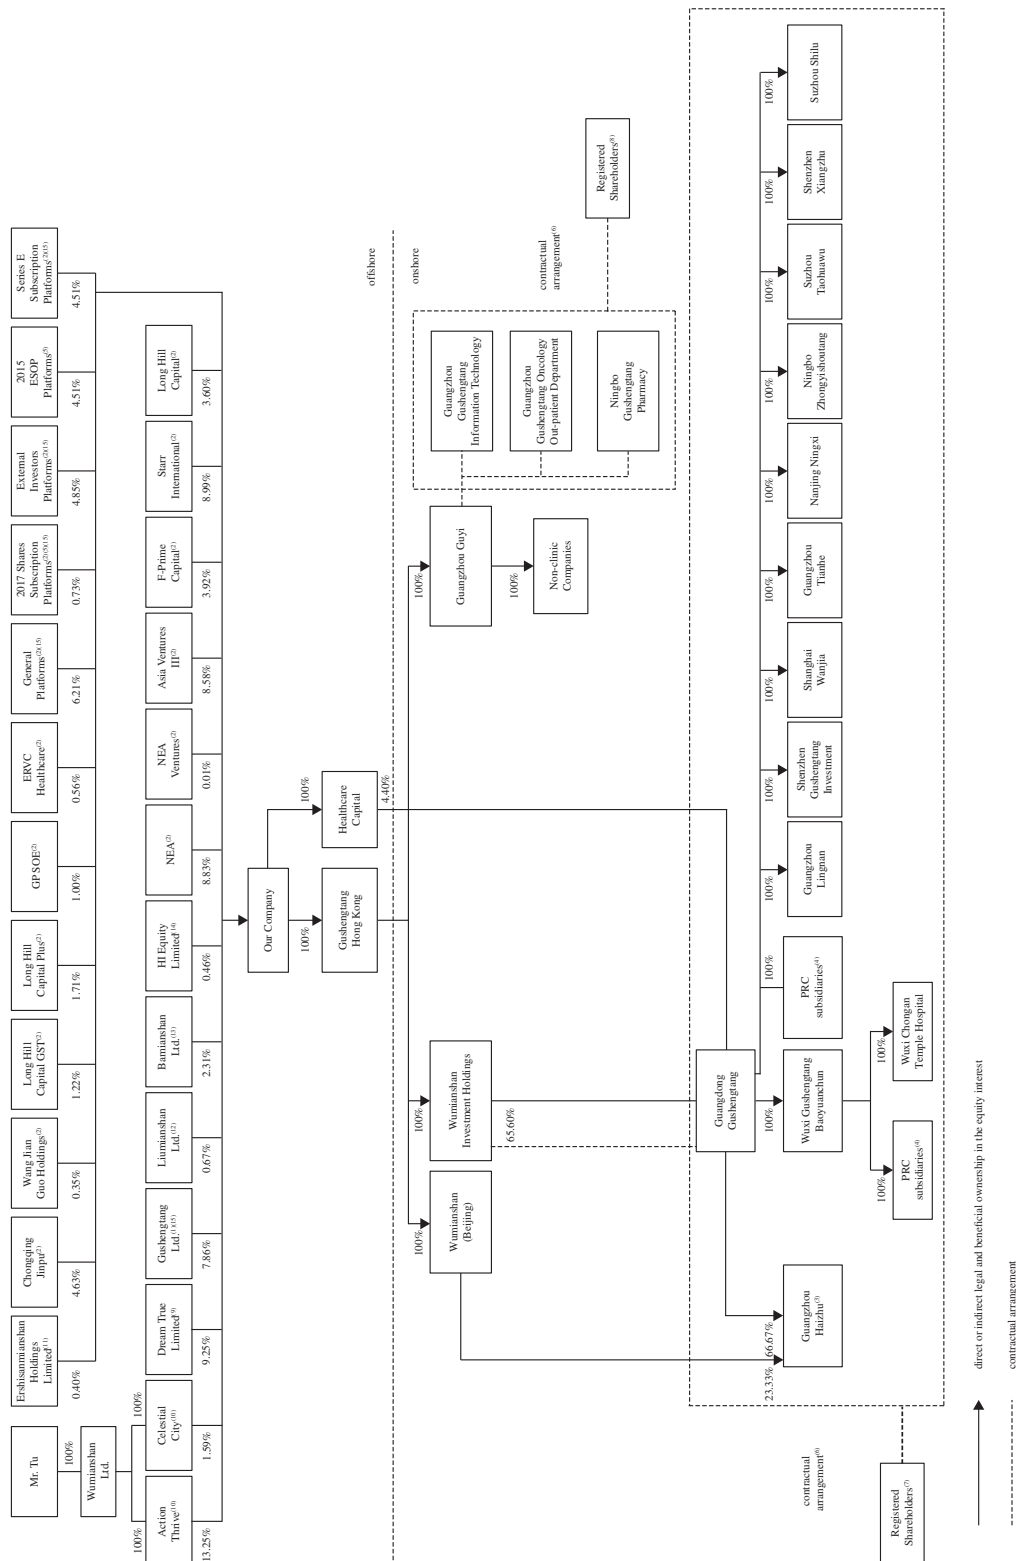 Mr. Tu
100%
Wumianshan
Ltd.
100%
100%
Ershisanmianshan
Holdings
Limited(11)
0.40%
Chongqing
Jinpu(2)
4.63%
Wang Jian
Guo Holdings(2)
0.35%
Long Hill
Capital GST(2)
1.22%
Long Hill
Capital Plus(2)
1.71%
GP SOE(2)
1.00%
ERVC
Healthcare(2)
0.56%
General
Platforms(2)(15)
6.21%
2017 Shares
Subscription
Platforms(2)(5)(15)
0.73%
External
Investors
Platforms(2)(15)
4.85%
2015
ESOP
Platforms(5)
4.51%
Series E
Subscription
Platforms(2)(15)
4.51%
Action
Thrive(10)
13.25%
Celestial
City(10)
1.59%
Dream True
Limited(9)
9.25%
Gushengtang
Ltd.(1)(15)
7.86%
Liumianshan
Ltd.(12)
0.67%
Bamianshan
Ltd.(13)
2.31%
HI Equity
Limited(14)
0.46%
NEA(2)
8.83%
NEA
Ventures(2)
0.01%
Asia Ventures
III(2)
8.58%
F-Prime
Capital(2)
3.92%
Starr
International(2)
8.99%
Long Hill
Capital(2)
3.60%
Our Company
100%
100%
Gushengtang
Hong Kong
Healthcare
Capital
4.40%
offshore
onshore
100%
Wumianshan
(Beijing)
100%
Wumianshan
Investment Holdings
65.60%
100%
Guangzhou Guyi
100%
Non-clinic
Companies
Guangzhou
Gushengtang
Information Technology
Guangzhou
Gushengtang Oncology
Out-patient Department
Ningbo
Gushengtang
Pharmacy
contractual
arrangement(6)
Registered
Shareholders(8)
Guangdong
Gushengtang
23.33%
66.67%
Guangzhou
Haizhu(3)
100%
Wuxi Gushengtang
Baoyuanchun
100%
PRC
subsidiaries(4)
100%
Guangzhou
Lingnan
100%
Shenzhen
Gushengtang
Investment
100%
Shanghai
Wanjia
100%
Guangzhou
Tianhe
100%
Nanjing Ningxi
100%
Ningbo
Zhongyishoutang
100%
Suzhou
Taohuawu
100%
Shenzhen
Xiangzhu
100%
Suzhou Shilu
100%
PRC
subsidiaries(4)
100%
Wuxi Chongan
Temple Hospital
contractual
arrangement(6)
Registered
Shareholders(7)
direct or indirect legal and beneficial ownership in the equity interest
contractual arrangement